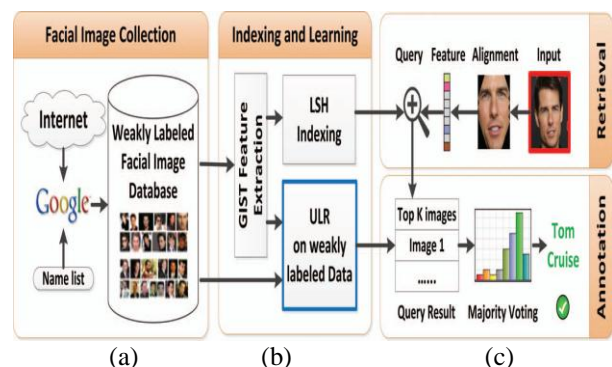 Facial Image Collection
Internet
Google
Name list
Weakly Labeled
Facial Image
Database
(a)
Indexing and Learning
GIST Feature
Extraction
LSH
Indexing
ULR
on weakly
labeled Data
(b)
Query
Feature
Alignment
Input
Retrieval
Top K images
Image 1
......
Query Result
Majority Voting
Tom
Cruise
Annotation
(c)